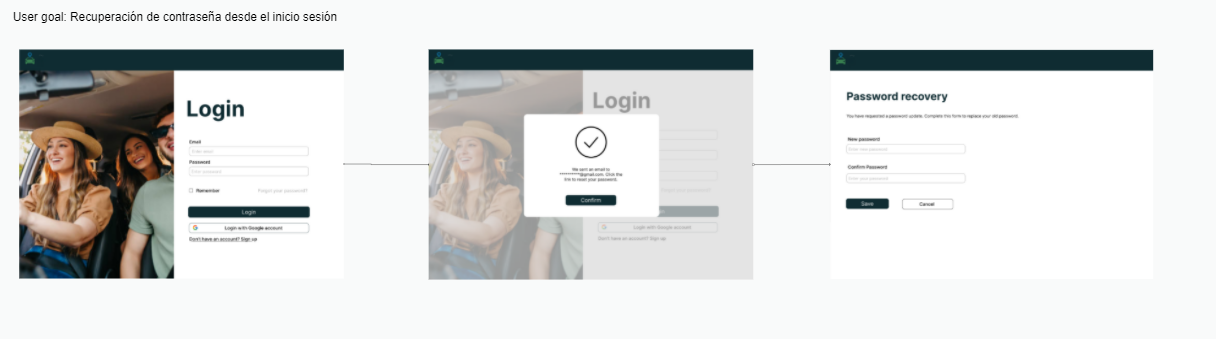 User goal: Recuperación de contraseña desde el inicio sesión
Login
Email
Enter email
Password
Enter password
Remember
Forgot your password?
Login
Login with Google account
Don't have an account? Sign up
Login
We sent an email to
**********@gmail.com. Click the
link to reset your password.
Confirm
Login with Google account
Don't have an account? Sign up
Password recovery
You have requested a password update. Complete this form to replace your old password.
New password
Enter new password
Confirm Password
Enter your password
Save
Cancel